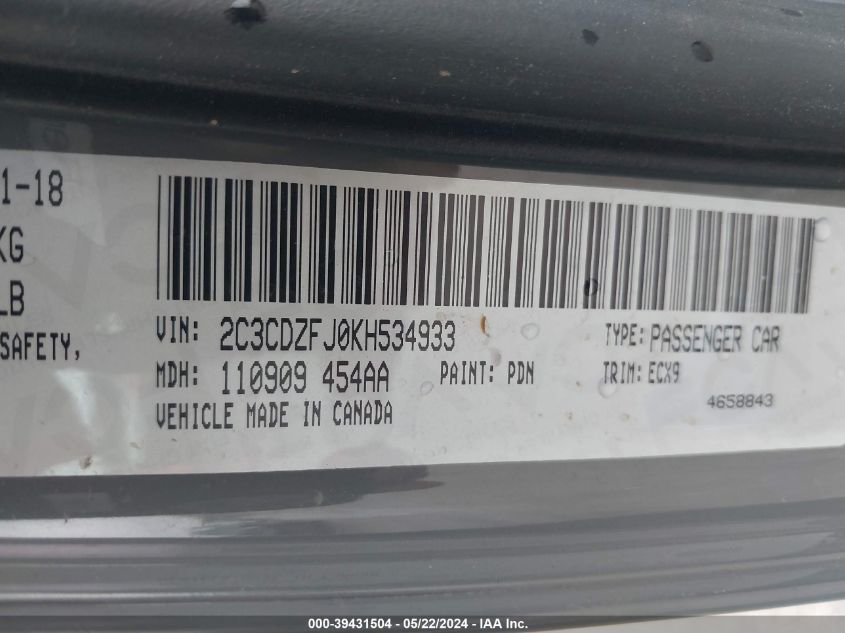 1-18
KG
LB
SAFETY,
VIN: 2C3CDZFJ0KH534933 TYPE: PASSENGER CAR
MDH: 110909 454AA PAINT: PDN TRIM: ECX9
VEHICLE MADE IN CANADA 4658843
000-39431504 - 05/22/2024 - IAA Inc.